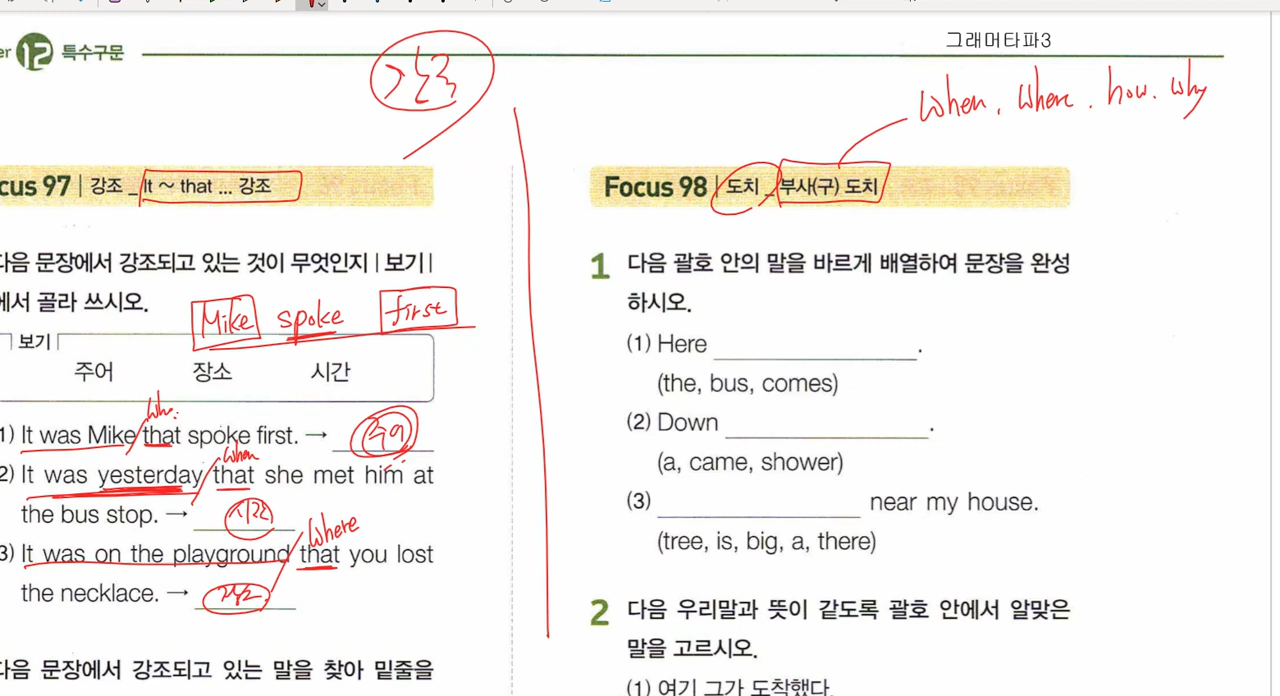 er 12 특수구문
그래머타파3
강조
when, where, how, why
cus 97 | 강조 _ It ~ that ... 강조
다음 문장에서 강조되고 있는 것이 무엇인지 | 보기 |
에서 골라 쓰시오.
Mike spoke first
보기
주어 장소 시간
who
1) It was Mike that spoke first. → 주어
when
2) It was yesterday that she met him at
the bus stop. → 시간
where
3) It was on the playground that you lost
the necklace. → 장소
다음 문장에서 강조되고 있는 말을 찾아 밑줄을
Focus 98 | 도치 _ 부사(구) 도치
1 다음 괄호 안의 말을 바르게 배열하여 문장을 완성
하시오.
(1) Here ______________.
(the, bus, comes)
(2) Down ______________.
(a, came, shower)
(3) ______________ near my house.
(tree, is, big, a, there)
2 다음 우리말과 뜻이 같도록 괄호 안에서 알맞은
말을 고르시오.
(1) 여기 그가 도착했다.